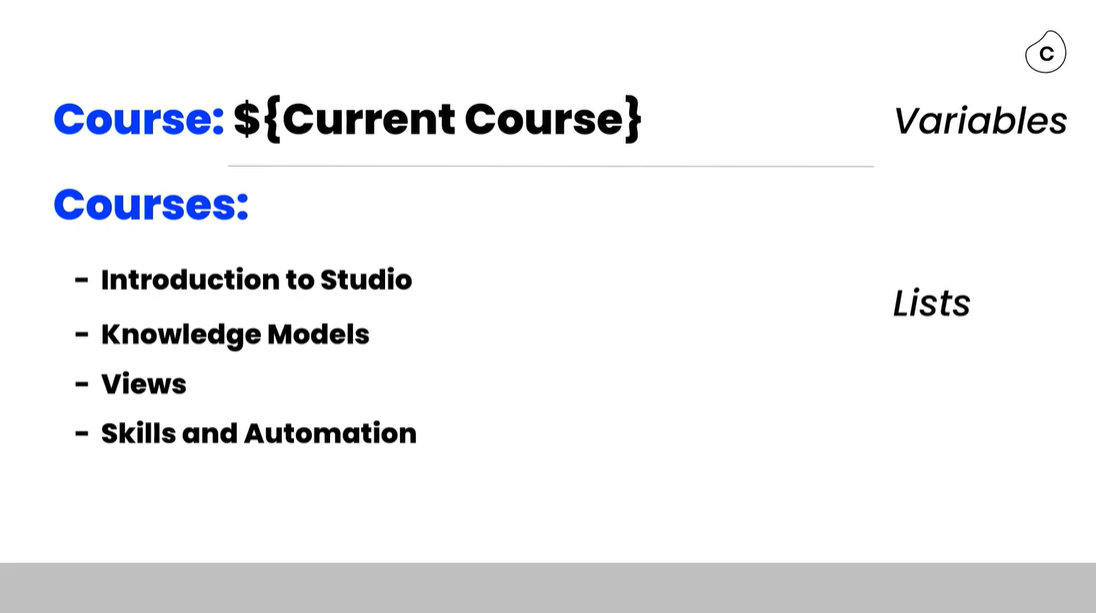 C
Course: ${Current Course}
Variables
Courses:
- Introduction to Studio
Lists
- Knowledge Models
- Views
- Skills and Automation